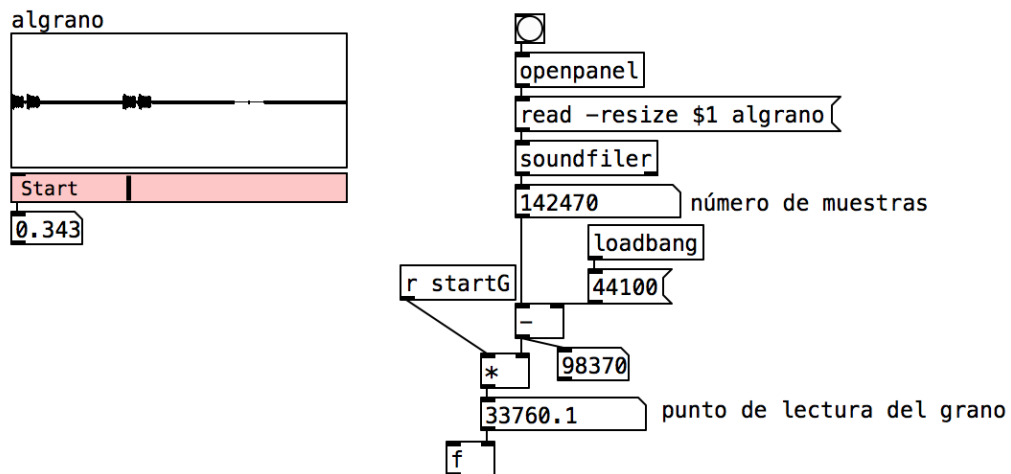 algrano
Start
0.343
openpanel
read -resize $1 algrano
soundfiler
142470
número de muestras
loadbang
44100
r startG
-
98370
*
33760.1
punto de lectura del grano
f